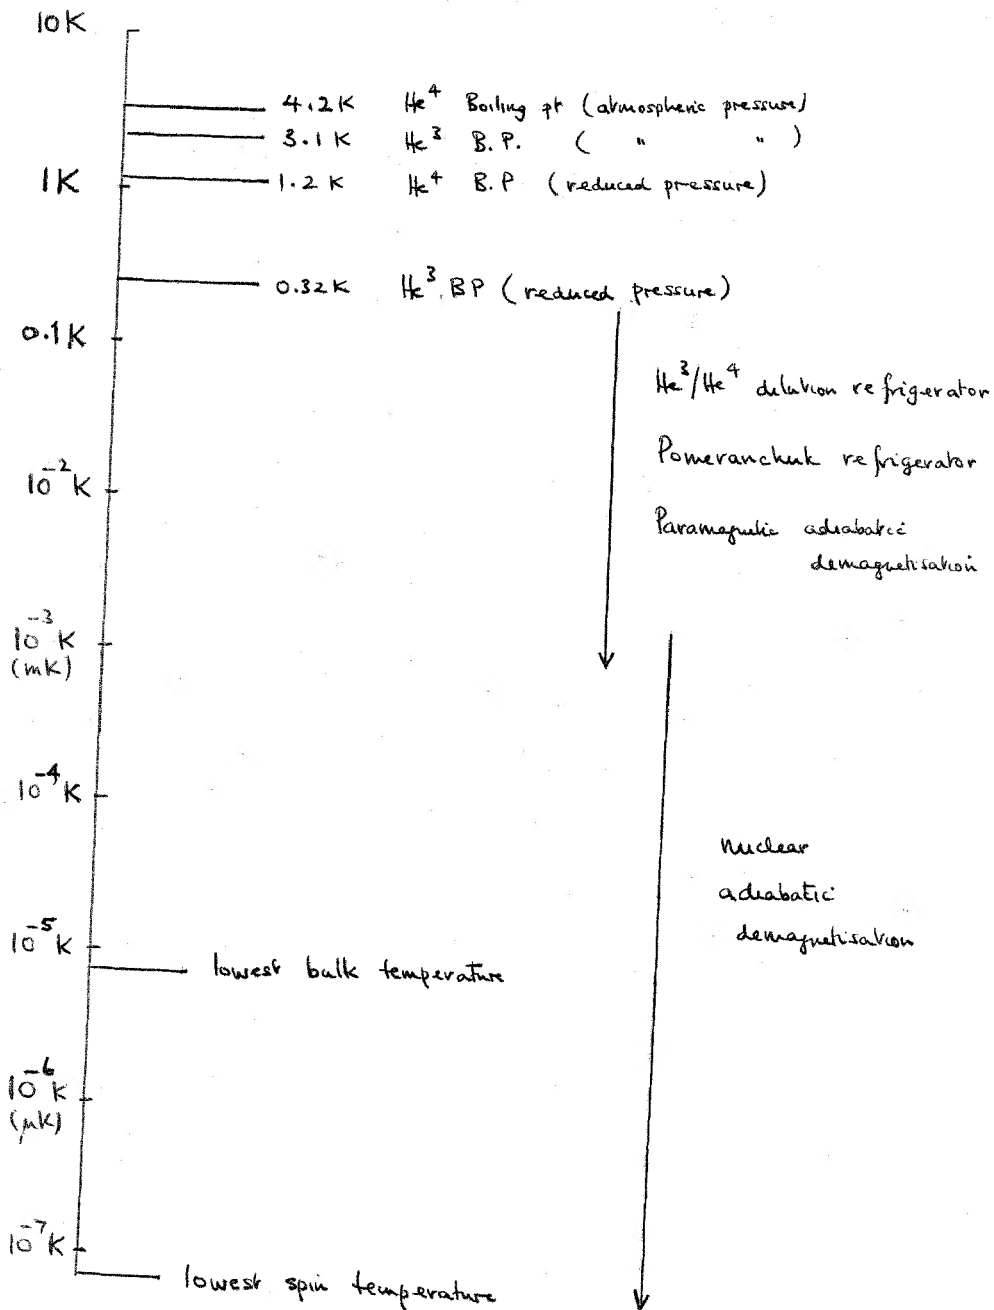 10K
4.2K He⁴ Boiling pt (atmospheric pressure)
3.1K He³ B.P. ( " " )
1K
1.2K He⁴ B.P (reduced pressure)
0.32K He³. BP (reduced pressure)
0.1K
He³/He⁴ dilution refrigerator
Pomeranchuk refrigerator
10⁻²K
Paramagnetic adiabatic
demagnetisation
10⁻³K
(mK)
10⁻⁴K
nuclear
adiabatic
demagnetisation
10⁻⁵K
lowest bulk temperature
10⁻⁶K
(μK)
10⁻⁷K
lowest spin temperature